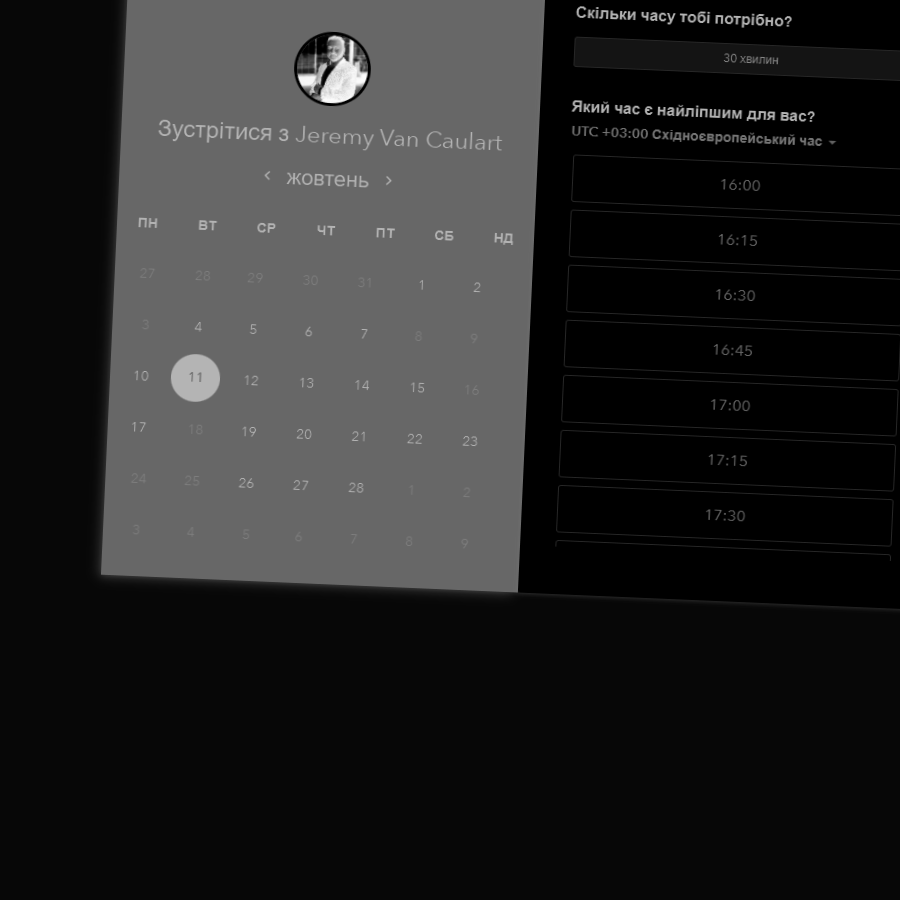 Зустрітися з Jeremy Van Caulart
жовтень
ПН ВТ СР ЧТ ПТ СБ НД
27 28 29 30 31 1 2
3 4 5 6 7 8 9
10 11 12 13 14 15 16
17 18 19 20 21 22 23
24 25 26 27 28 1 2
3 4 5 6 7 8 9
Скільки часу тобі потрібно?
30 хвилин
Який час є найліпшим для вас?
UTC +03:00 Східноєвропейський час
16:00
16:15
16:30
16:45
17:00
17:15
17:30